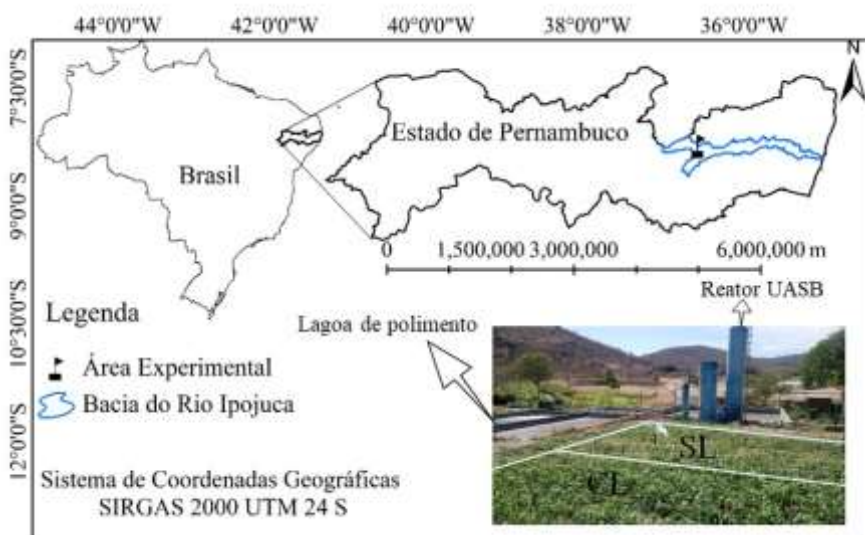 44°0'0"W 42°0'0"W 40°0'0"W 38°0'0"W 36°0'0"W
N
7°30'0"S
9°0'0"S
10°30'0"S
12°0'0"S
Brasil
Estado de Pernambuco
0 1,500,000 3,000,000 6,000,000 m
Reator UASB
Lagoa de polimento
Legenda
Área Experimental
Bacia do Rio Ipojuca
SL
CL
Sistema de Coordenadas Geográficas
SIRGAS 2000 UTM 24 S